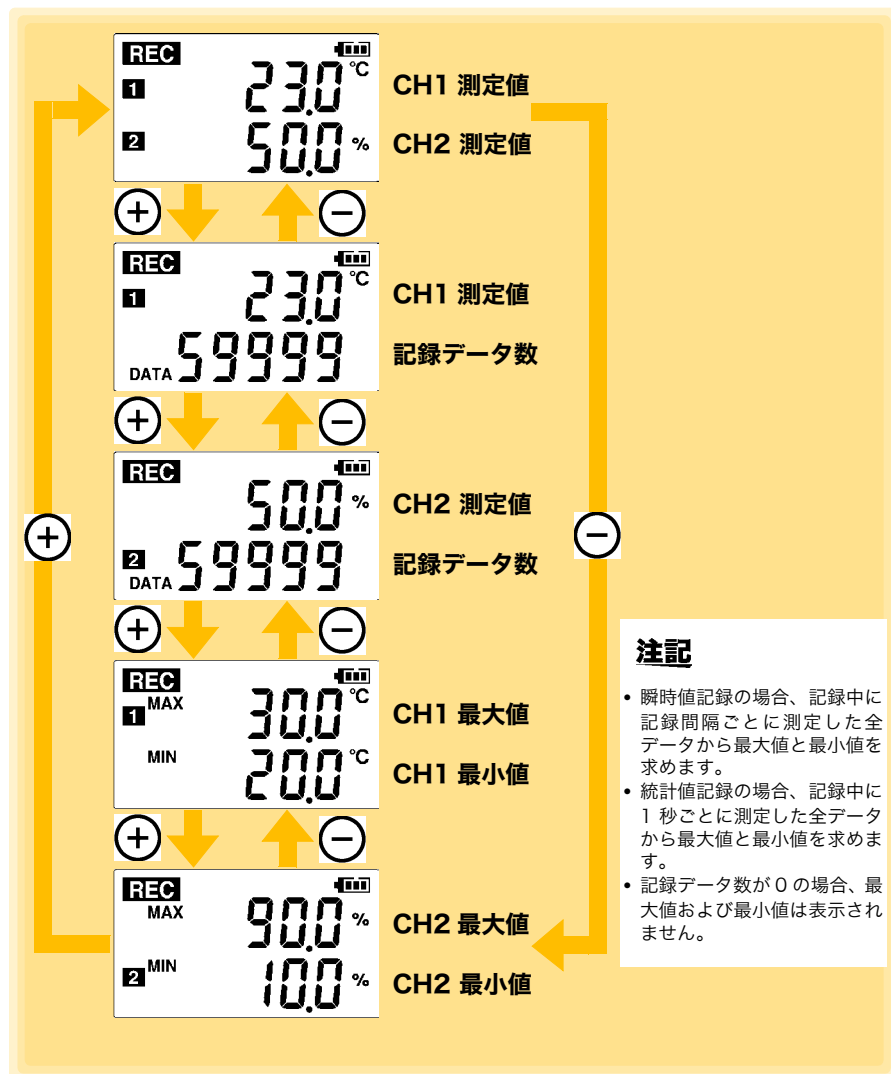 REC
1 23.0 °C CH1 測定値
2 50.0 % CH2 測定値
+ −
REC
1 23.0 °C CH1 測定値
DATA 59999 記録データ数
+ −
REC
50.0 % CH2 測定値
2 DATA 59999 記録データ数
+ −
+ −
REC
1 MAX 30.0 °C CH1 最大値
MIN 20.0 °C CH1 最小値
+ −
REC
MAX 90.0 % CH2 最大値
2 MIN 10.0 % CH2 最小値
注記
• 瞬時値記録の場合、記録中に
記録間隔ごとに測定した全
データから最大値と最小値を
求めます。
• 統計値記録の場合、記録中に
1 秒ごとに測定した全データ
から最大値と最小値を求めま
す。
• 記録データ数が 0 の場合、最
大値および最小値は表示され
ません。